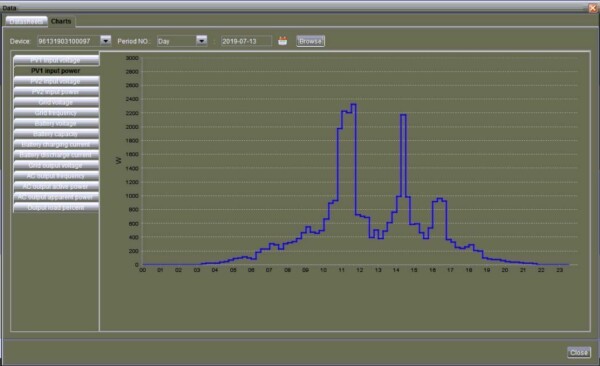 Data:
Datasheets Charts
Device: 96131903100097 Period NO.: Day : 2019-07-13 Browse
PV1 input voltage
PV1 input power
PV2 input voltage
PV2 input power
Grid voltage
Grid frequency
Battery voltage
Battery capacity
Battery charging current
Battery discharge current
AC output frequency
AC output active power
AC output apparent power
Output load percent
3000
2800
2600
2400
2200
2000
1800
1600
1400
1200
1000
800
600
400
200
0
W
00 01 02 03 04 05 06 07 08 09 10 11 12 13 14 15 16 17 18 19 20 21 22 23
Close